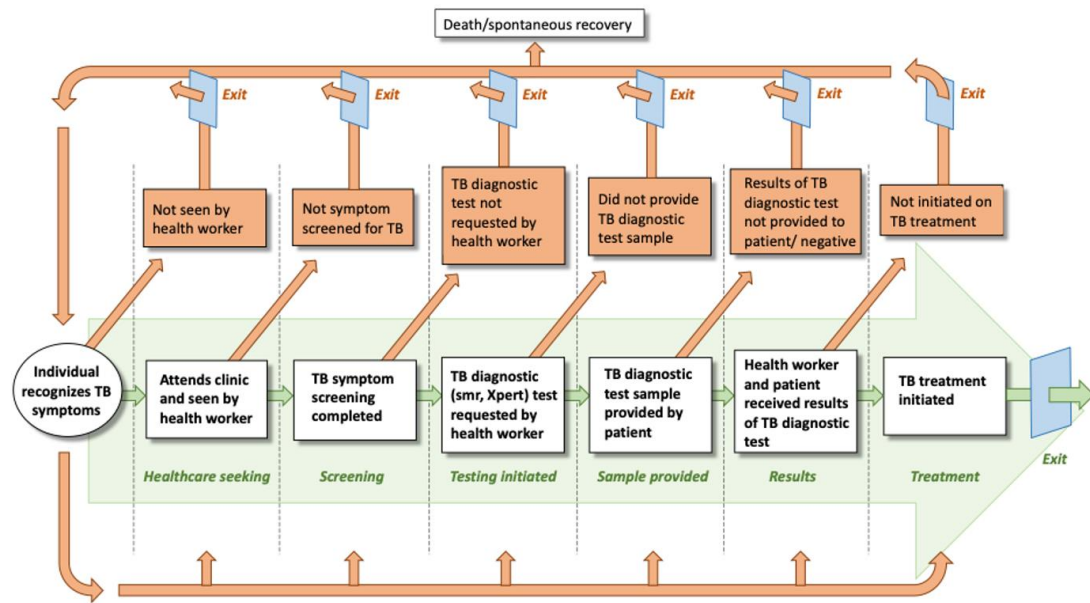 Death/spontaneous recovery
Exit
Exit
Exit
Exit
Exit
Exit
Not seen by
health worker
Not symptom
screened for TB
TB diagnostic
test not
requested by
health worker
Did not provide
TB diagnostic
test sample
Results of TB
diagnostic test
not provided to
patient/ negative
Not initiated on
TB treatment
Individual
recognizes TB
symptoms
Attends clinic
and seen by
health worker
TB symptom
screening
completed
TB diagnostic
(smr, Xpert) test
requested by
health worker
TB diagnostic
test sample
provided by
patient
Health worker
and patient
received results
of TB diagnostic
test
TB treatment
initiated
Exit
Healthcare seeking
Screening
Testing initiated
Sample provided
Results
Treatment